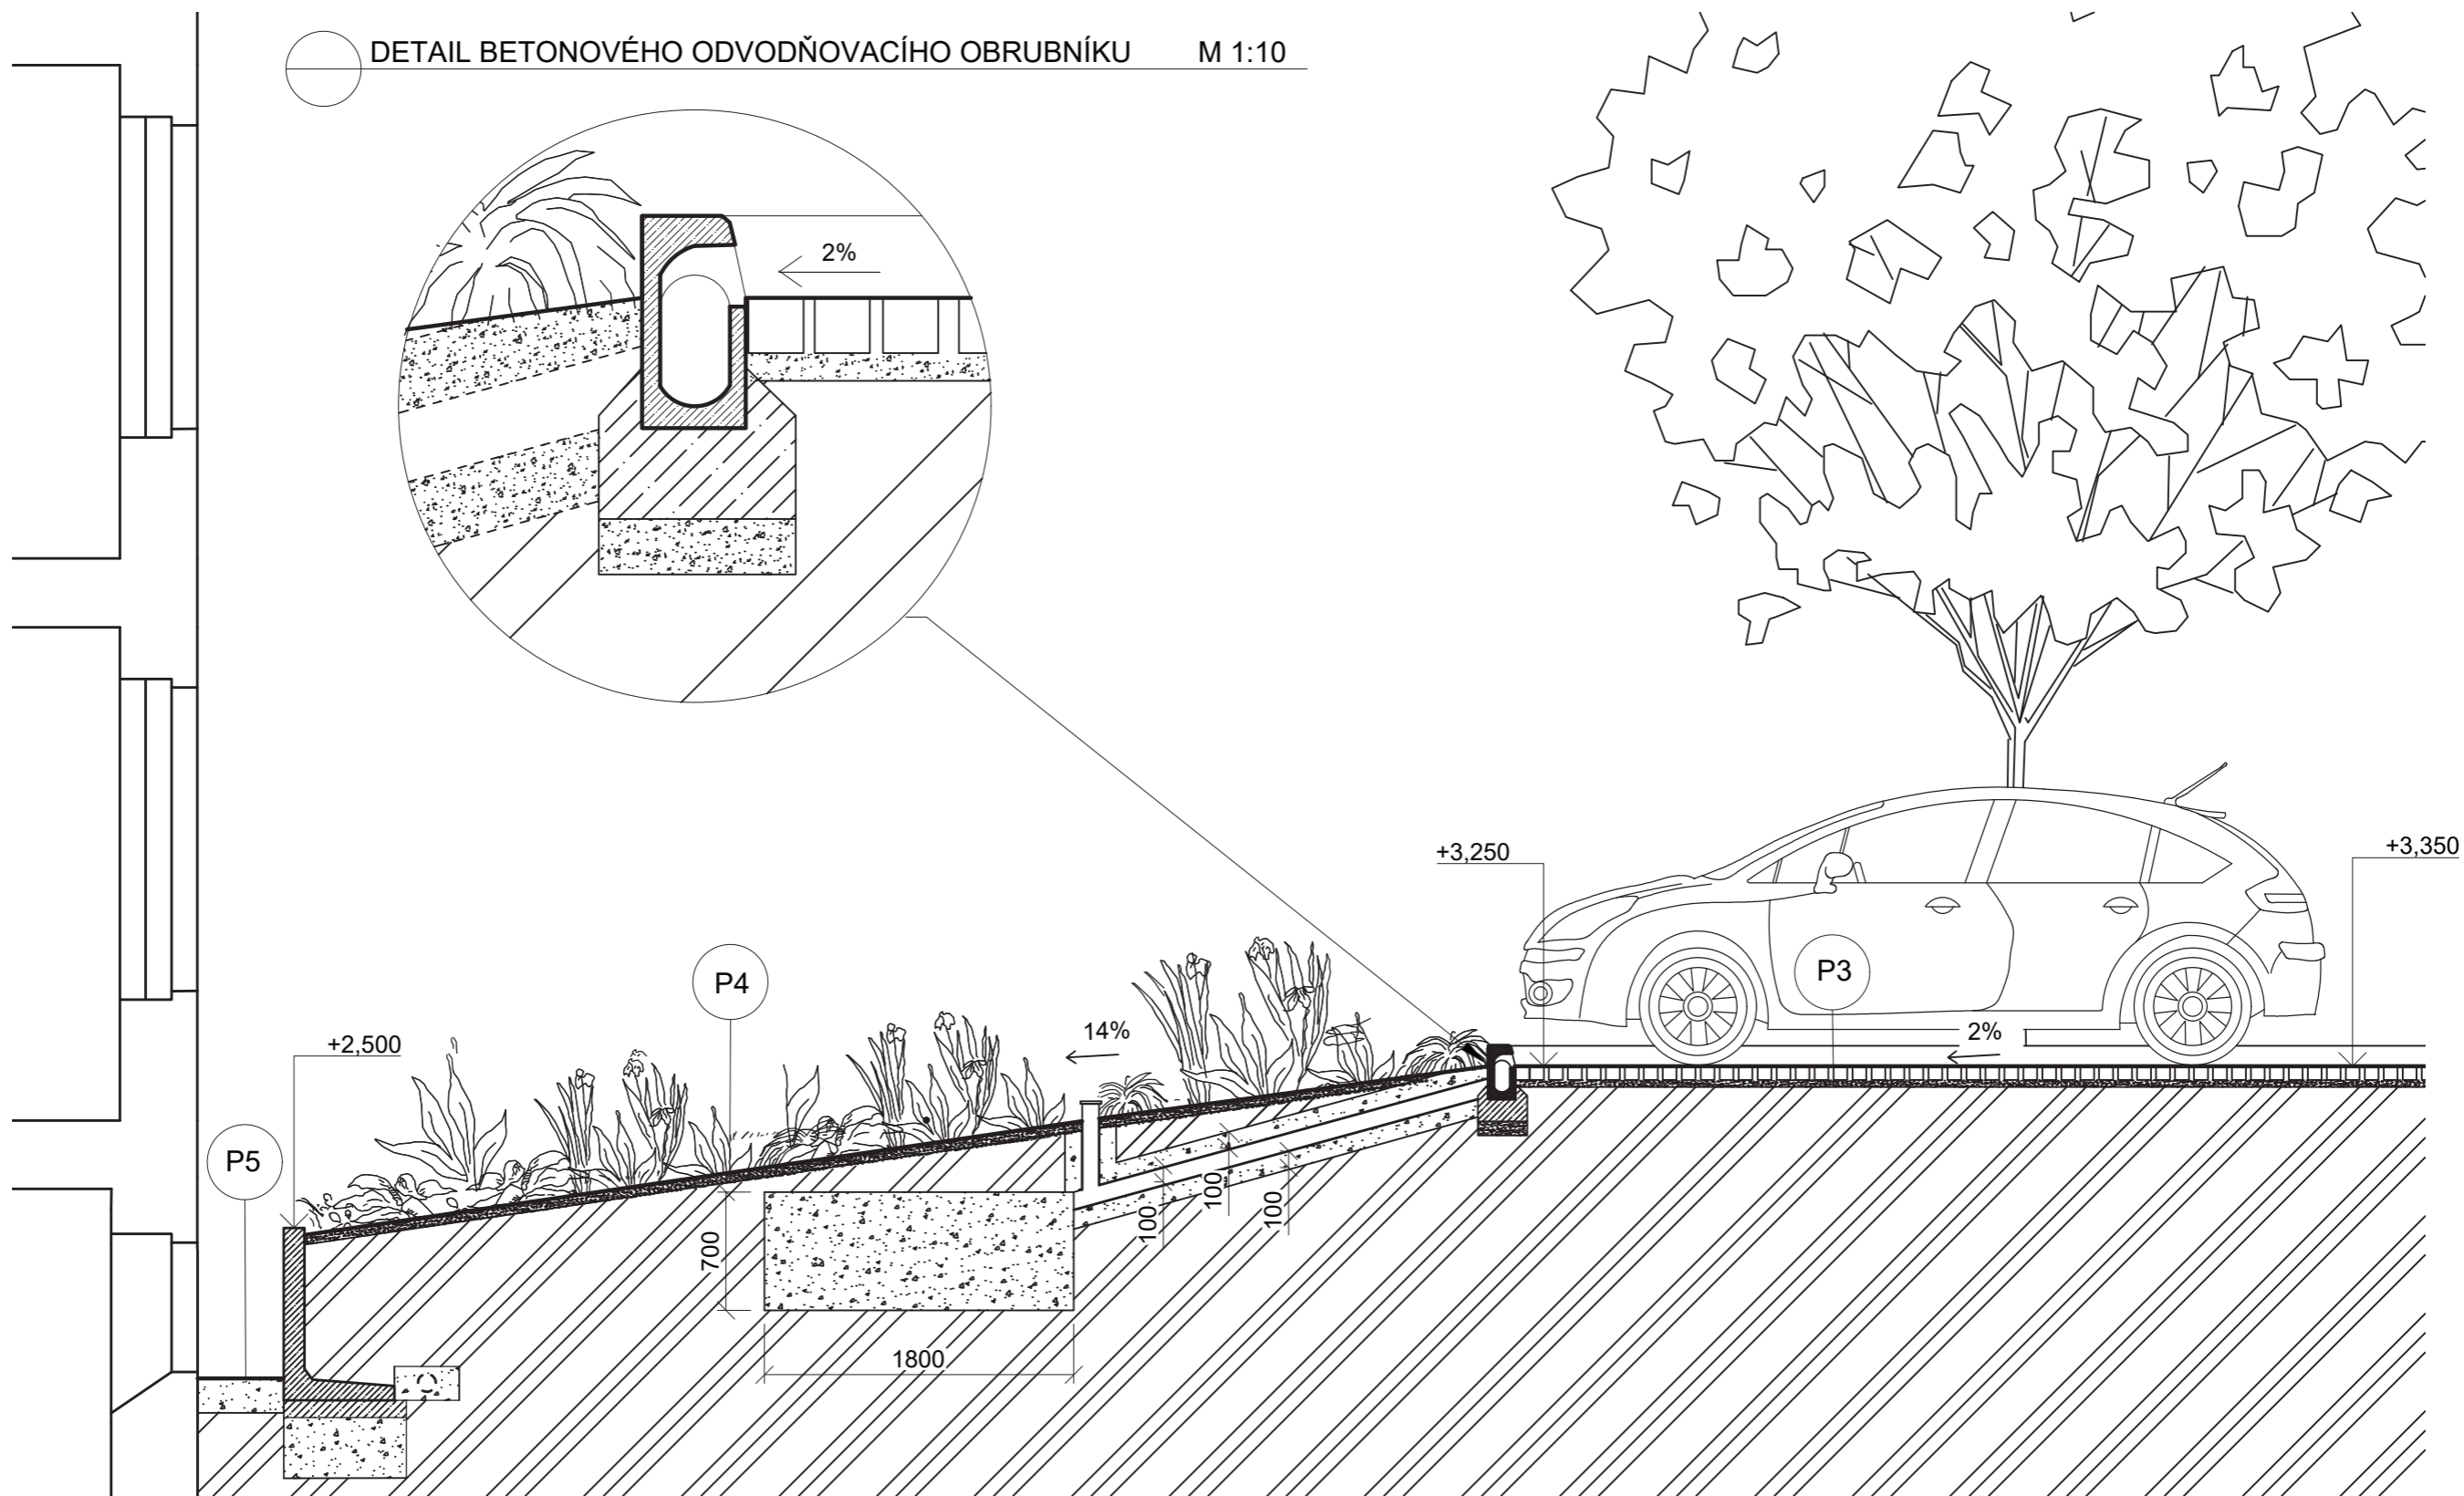 DETAIL BETONOVÉHO ODVODŇOVACÍHO OBRUBNÍKU M 1:10
2%
+3,250
+3,350
P4
P3
14%
2%
+2,500
P5
100
100
100
700
1800